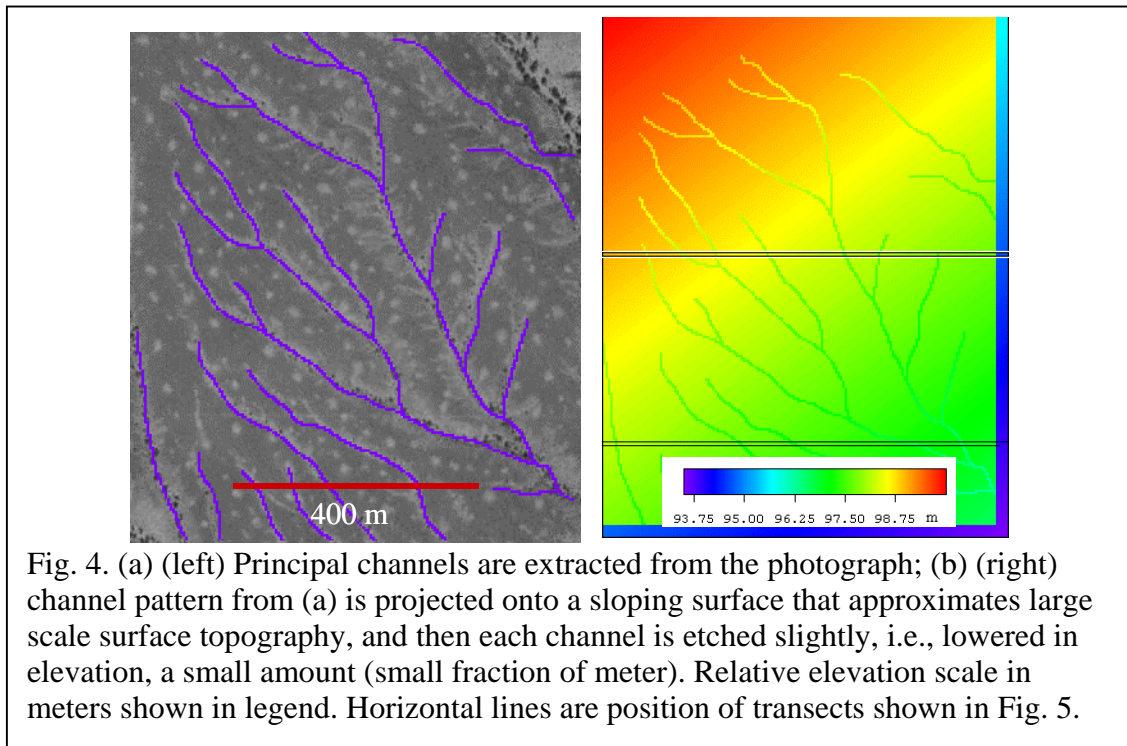 400 m
93.75 95.00 96.25 97.50 98.75 m
Fig. 4. (a) (left) Principal channels are extracted from the photograph; (b) (right)
channel pattern from (a) is projected onto a sloping surface that approximates large
scale surface topography, and then each channel is etched slightly, i.e., lowered in
elevation, a small amount (small fraction of meter). Relative elevation scale in
meters shown in legend. Horizontal lines are position of transects shown in Fig. 5.